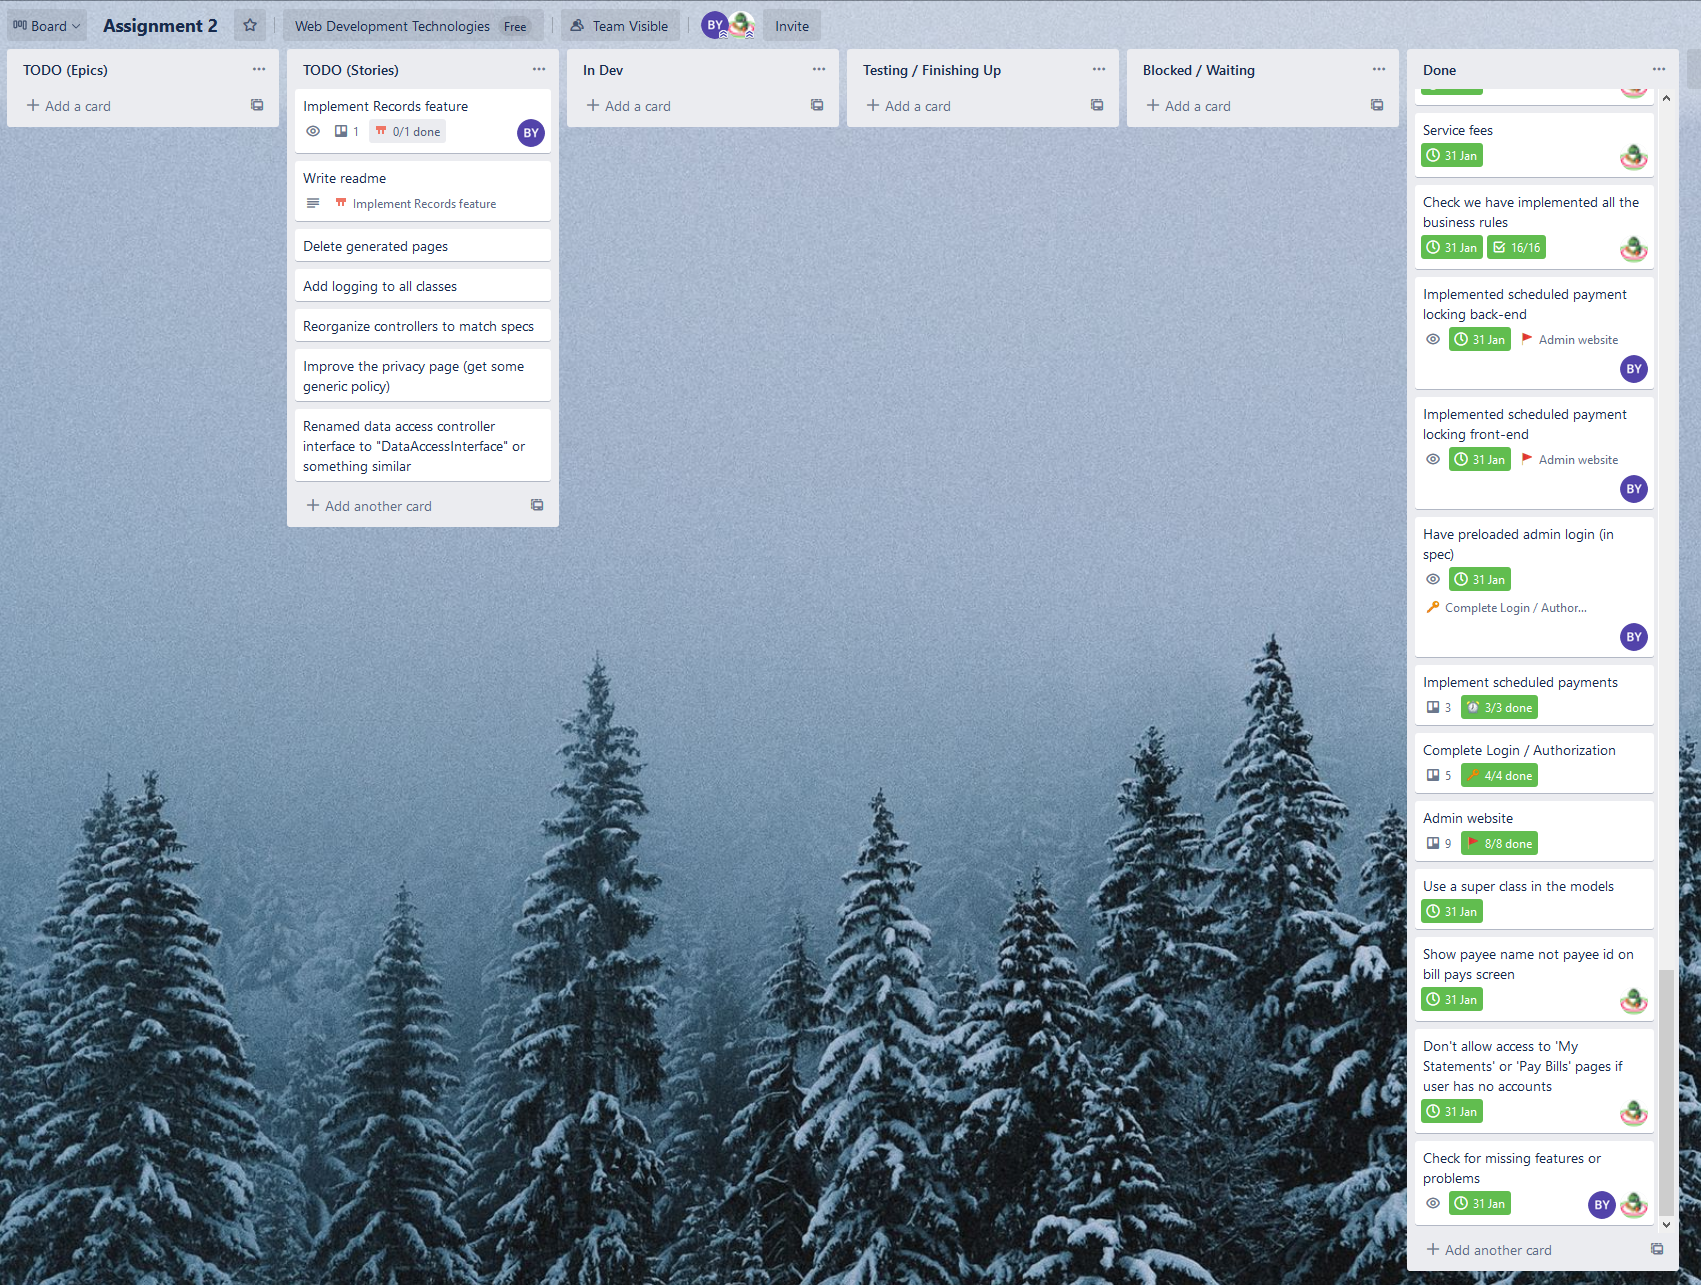 Board
Assignment 2
Web Development Technologies Free
Team Visible
BY
Invite
TODO (Epics)
Add a card
TODO (Stories)
Implement Records feature
1 0/1 done
BY
Write readme
Implement Records feature
Delete generated pages
Add logging to all classes
Reorganize controllers to match specs
Improve the privacy page (get some
generic policy)
Renamed data access controller
interface to "DataAccessInterface" or
something similar
Add another card
In Dev
Add a card
Testing / Finishing Up
Add a card
Blocked / Waiting
Add a card
Done
Service fees
31 Jan
Check we have implemented all the
business rules
31 Jan 16/16
Implemented scheduled payment
locking back-end
31 Jan Admin website
BY
Implemented scheduled payment
locking front-end
31 Jan Admin website
BY
Have preloaded admin login (in
spec)
31 Jan
Complete Login / Author...
BY
Implement scheduled payments
3 3/3 done
Complete Login / Authorization
5 4/4 done
Admin website
9 8/8 done
Use a super class in the models
31 Jan
Show payee name not payee id on
bill pays screen
31 Jan
Don't allow access to 'My
Statements' or 'Pay Bills' pages if
user has no accounts
31 Jan
Check for missing features or
problems
31 Jan
BY
Add another card